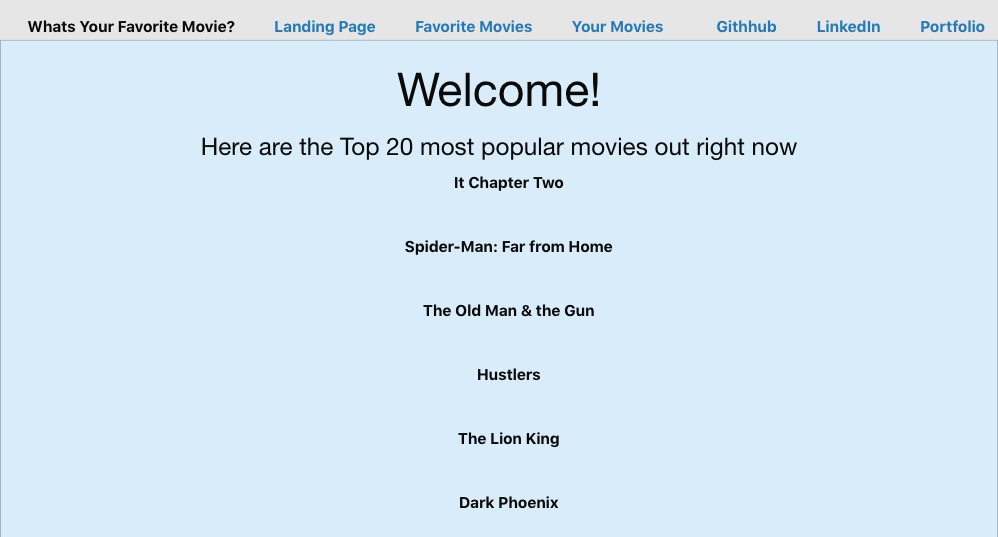 Whats Your Favorite Movie? Landing Page Favorite Movies Your Movies Githhub LinkedIn Portfolio
Welcome!
Here are the Top 20 most popular movies out right now
It Chapter Two
Spider-Man: Far from Home
The Old Man & the Gun
Hustlers
The Lion King
Dark Phoenix